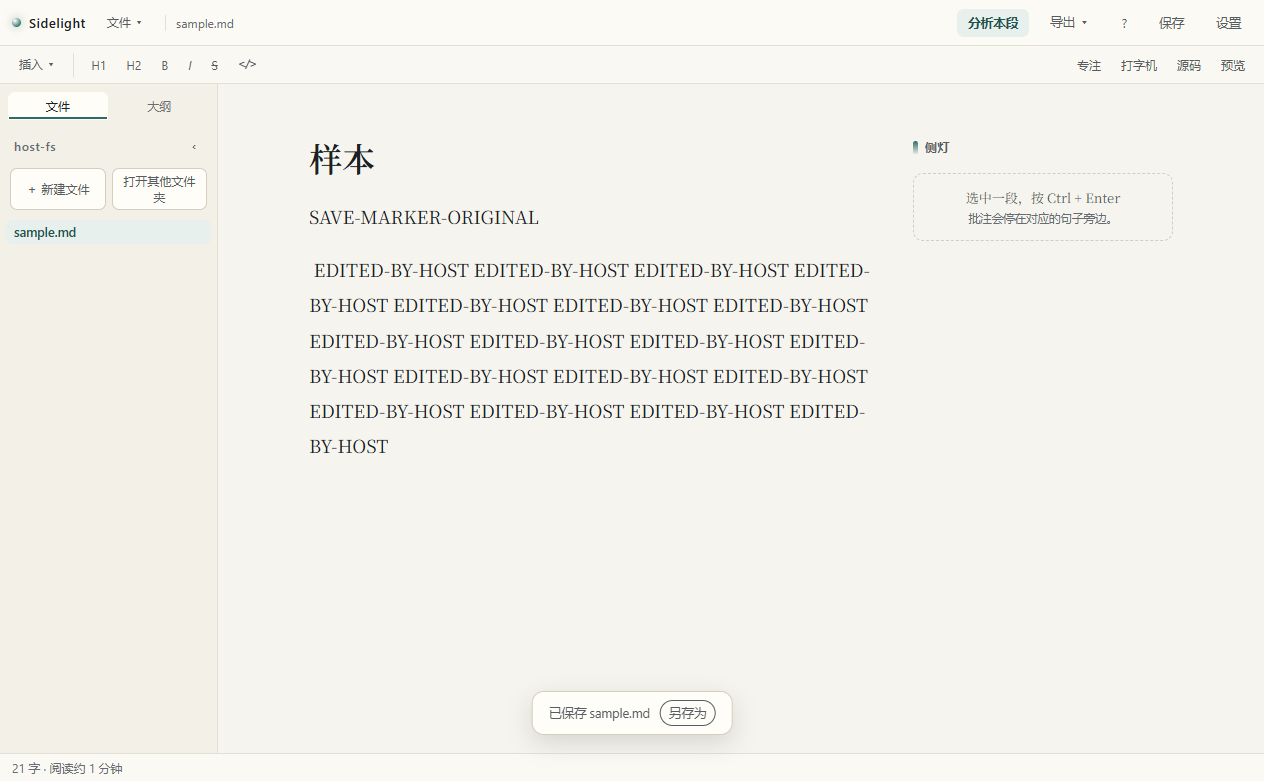 Sidelight 文件 ▾ sample.md 分析本段 导出 ▾ ? 保存 设置
插入 ▾ H1 H2 B I S </> 专注 打字机 源码 预览
文件 大纲
host-fs ‹
+ 新建文件 打开其他文件
夹
sample.md
样本
SAVE-MARKER-ORIGINAL
EDITED-BY-HOST EDITED-BY-HOST EDITED-BY-HOST EDITED-
BY-HOST EDITED-BY-HOST EDITED-BY-HOST EDITED-BY-HOST
EDITED-BY-HOST EDITED-BY-HOST EDITED-BY-HOST EDITED-
BY-HOST EDITED-BY-HOST EDITED-BY-HOST EDITED-BY-HOST
EDITED-BY-HOST EDITED-BY-HOST EDITED-BY-HOST EDITED-
BY-HOST
侧灯
选中一段，按 Ctrl + Enter
批注会停在对应的句子旁边。
已保存 sample.md 另存为
21 字 · 阅读约 1 分钟